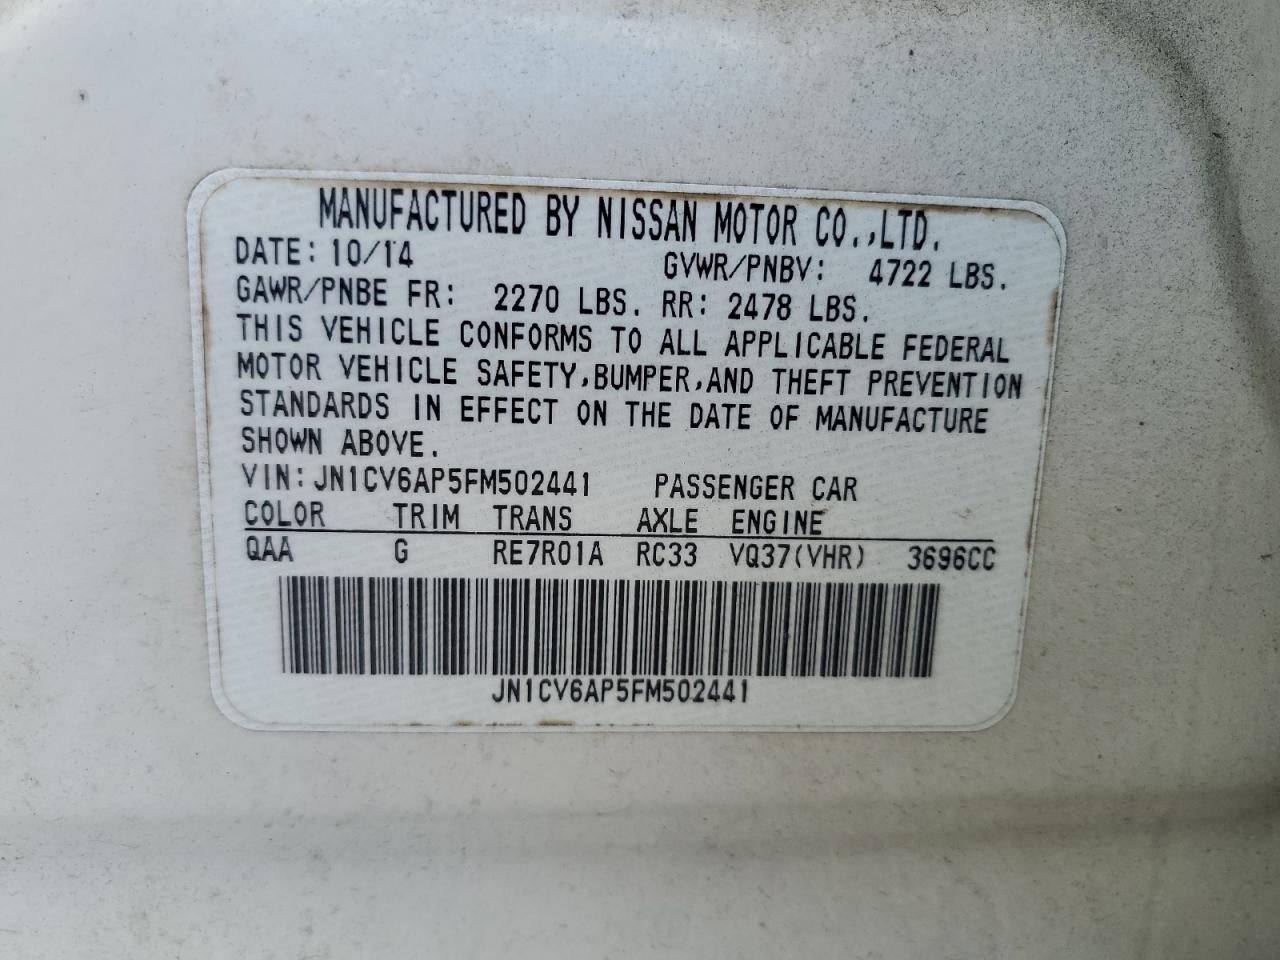 MANUFACTURED BY NISSAN MOTOR CO.,LTD.
DATE: 10/14 GVWR/PNBV: 4722 LBS.
GAWR/PNBE FR: 2270 LBS. RR: 2478 LBS.
THIS VEHICLE CONFORMS TO ALL APPLICABLE FEDERAL
MOTOR VEHICLE SAFETY,BUMPER,AND THEFT PREVENTION
STANDARDS IN EFFECT ON THE DATE OF MANUFACTURE
SHOWN ABOVE.
VIN:JN1CV6AP5FM502441 PASSENGER CAR
COLOR TRIM TRANS AXLE ENGINE
QAA G RE7R01A RC33 VQ37(VHR) 3696CC
JN1CV6AP5FM502441